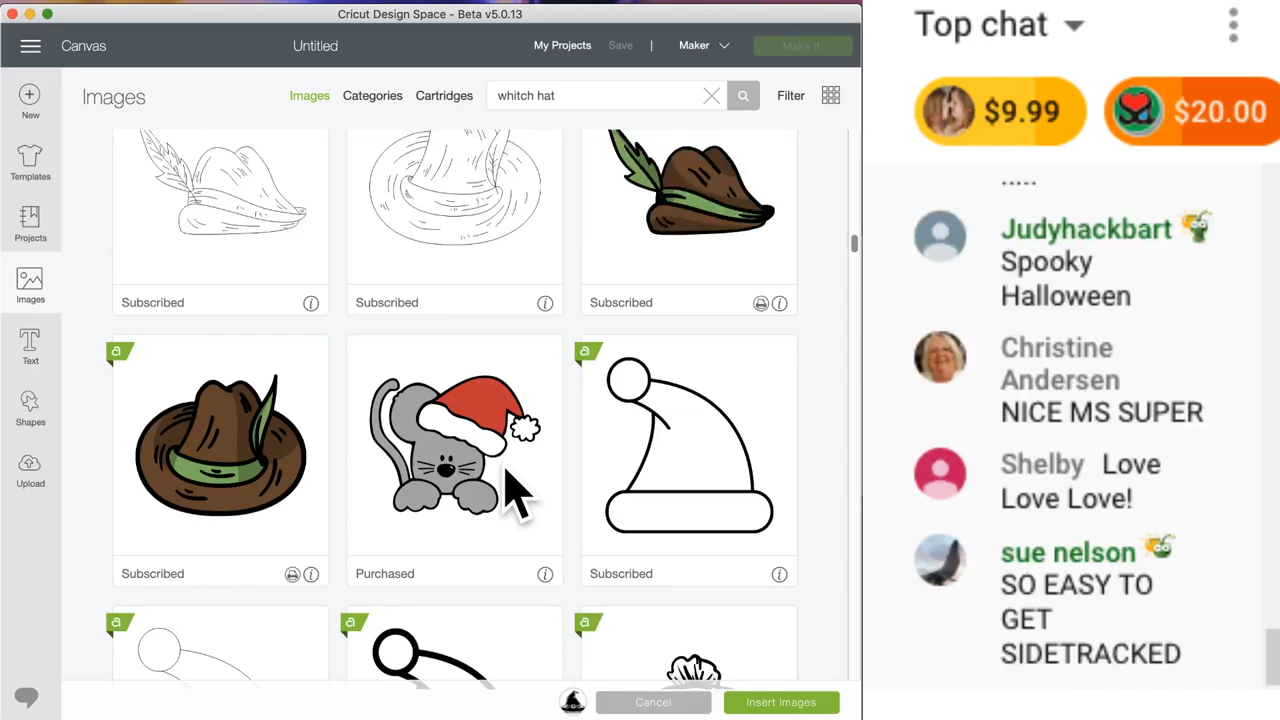 Cricut Design Space - Beta v5.0.13
Canvas
Untitled
My Projects Save | Maker Make It
New
Templates
Projects
Images
Text
Shapes
Upload
Images
Images Categories Cartridges whitch hat Filter
Subscribed
Subscribed
Subscribed
a
a
Subscribed
Purchased
Subscribed
a
a
a
Cancel
Insert Images
Top chat
$9.99
$20.00
Judyhackbart
Spooky
Halloween
Christine
Andersen
NICE MS SUPER
Shelby Love
Love Love!
sue nelson
SO EASY TO
GET
SIDETRACKED